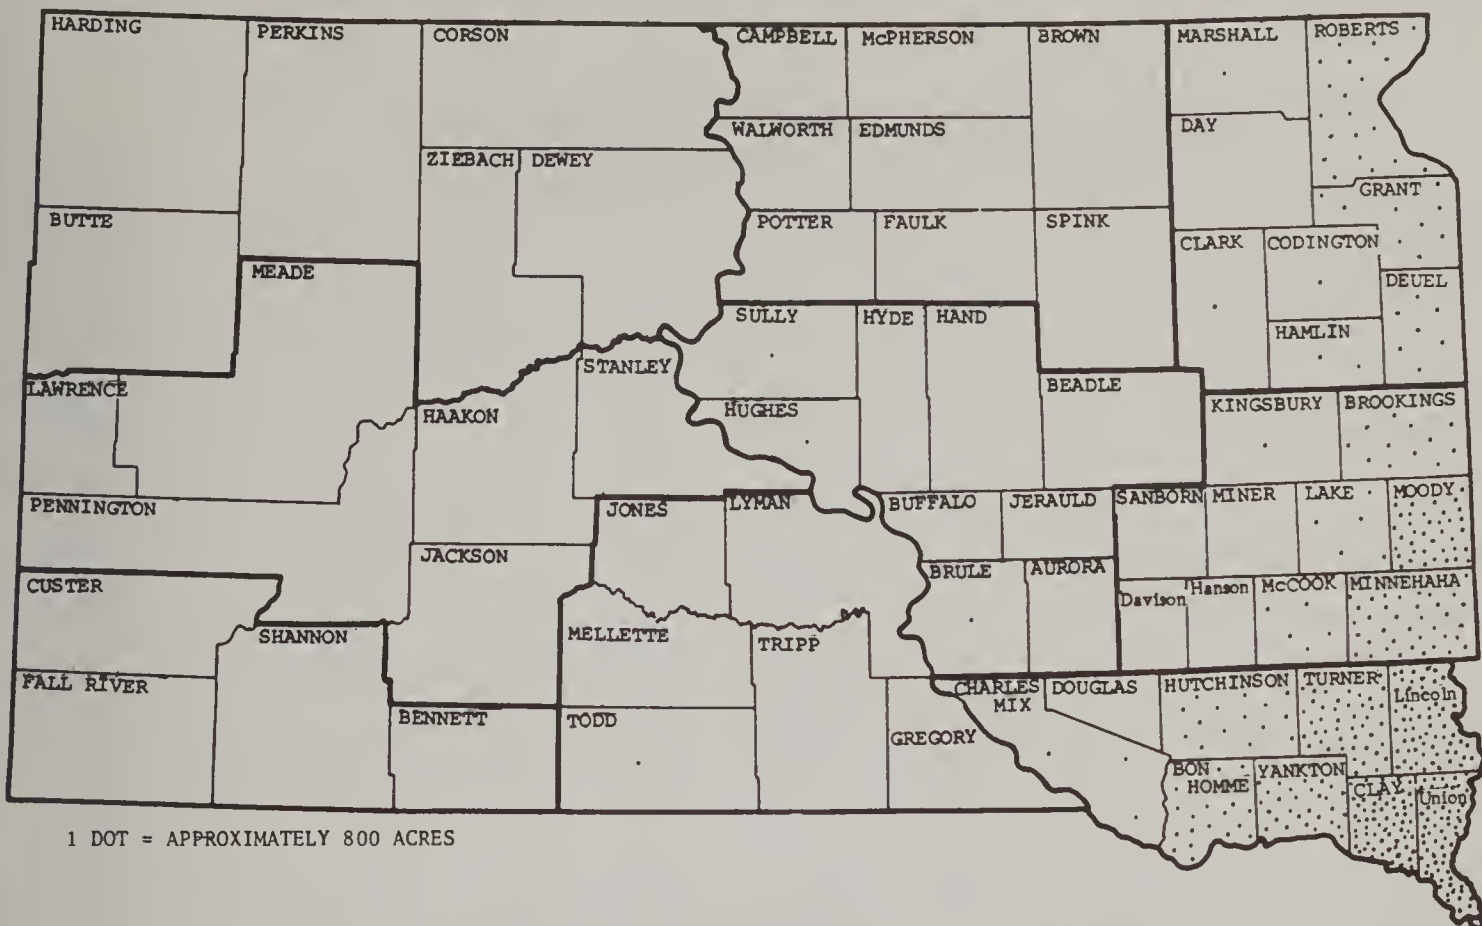 HARDING
PERKINS
CORSON
CAMPBELL
McPHERSON
BROWN
MARSHALL
ROBERTS
WALWORTH
EDMUNDS
DAY
ZIEBACH
DEWEY
GRANT
BUTTE
POTTER
FAULK
SPINK
CLARK
CODINGTON
MEADE
DEUEL
SULLY
HYDE
HAND
HAMLIN
STANLEY
LAWRENCE
BEADLE
HAAKON
HUGHES
KINGSBURY
BROOKINGS
PENNINGTON
JONES
LYMAN
BUFFALO
JERAULD
SANBORN
MINER
LAKE
MOODY
JACKSON
BRULE
AURORA
CUSTER
Davison
Hanson
McCOOK
MINNEHAHA
SHANNON
MELLETTE
TRIPP
FALL RIVER
CHARLES
MIX
DOUGLAS
HUTCHINSON
TURNER
Lincoln
BENNETT
TODD
GREGORY
BON
HOMME
YANKTON
CLAY
Union
1 DOT = APPROXIMATELY 800 ACRES